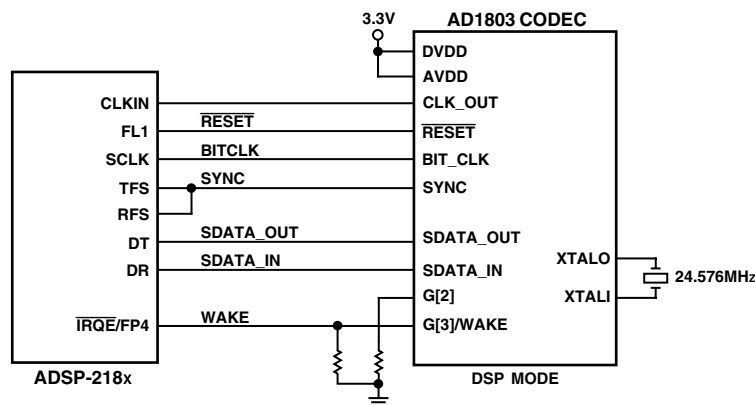 3.3V
AD1803 CODEC
DVDD
AVDD
CLKIN
CLK_OUT
FL1
RESET
RESET
SCLK
BITCLK
BIT_CLK
TFS
SYNC
SYNC
RFS
DT
SDATA_OUT
SDATA_OUT
DR
SDATA_IN
SDATA_IN
XTALO
24.576MHz
XTALI
G[2]
IRQE/FP4
WAKE
G[3]/WAKE
ADSP-218x
DSP MODE